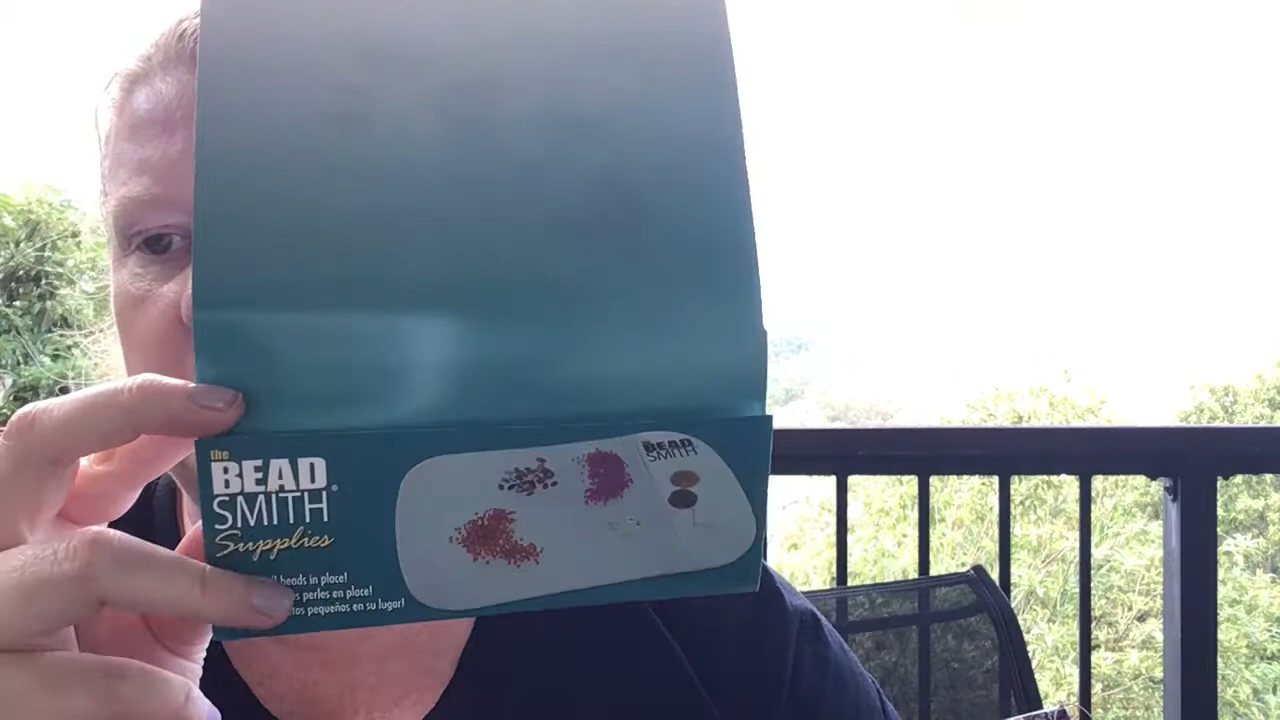 the
BEAD
SMITH®
Supplies
beads in place!
perles en place!
pequeños en su lugar!
BEAD
SMITH